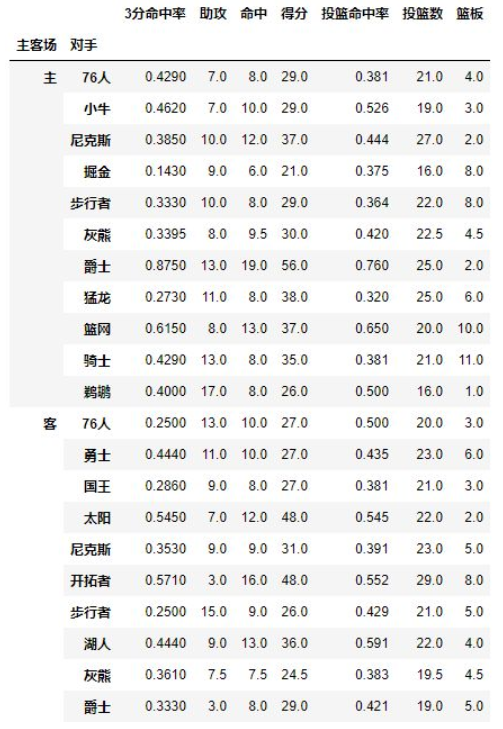 3分命中率 助攻 命中 得分 投篮命中率 投篮数 篮板
主客场 对手
主 76人 0.4290 7.0 8.0 29.0 0.381 21.0 4.0
小牛 0.4620 7.0 10.0 29.0 0.526 19.0 3.0
尼克斯 0.3850 10.0 12.0 37.0 0.444 27.0 2.0
掘金 0.1430 9.0 6.0 21.0 0.375 16.0 8.0
步行者 0.3330 10.0 8.0 29.0 0.364 22.0 8.0
灰熊 0.3395 8.0 9.5 30.0 0.420 22.5 4.5
爵士 0.8750 13.0 19.0 56.0 0.760 25.0 2.0
猛龙 0.2730 11.0 8.0 38.0 0.320 25.0 6.0
篮网 0.6150 8.0 13.0 37.0 0.650 20.0 10.0
骑士 0.4290 13.0 8.0 35.0 0.381 21.0 11.0
鹈鹕 0.4000 17.0 8.0 26.0 0.500 16.0 1.0
客 76人 0.2500 13.0 10.0 27.0 0.500 20.0 3.0
勇士 0.4440 11.0 10.0 27.0 0.435 23.0 6.0
国王 0.2860 9.0 8.0 27.0 0.381 21.0 3.0
太阳 0.5450 7.0 12.0 48.0 0.545 22.0 2.0
尼克斯 0.3530 9.0 9.0 31.0 0.391 23.0 5.0
开拓者 0.5710 3.0 16.0 48.0 0.552 29.0 8.0
步行者 0.2500 15.0 9.0 26.0 0.429 21.0 5.0
湖人 0.4440 9.0 13.0 36.0 0.591 22.0 4.0
灰熊 0.3610 7.5 7.5 24.5 0.383 19.5 4.5
爵士 0.3330 3.0 8.0 29.0 0.421 19.0 5.0